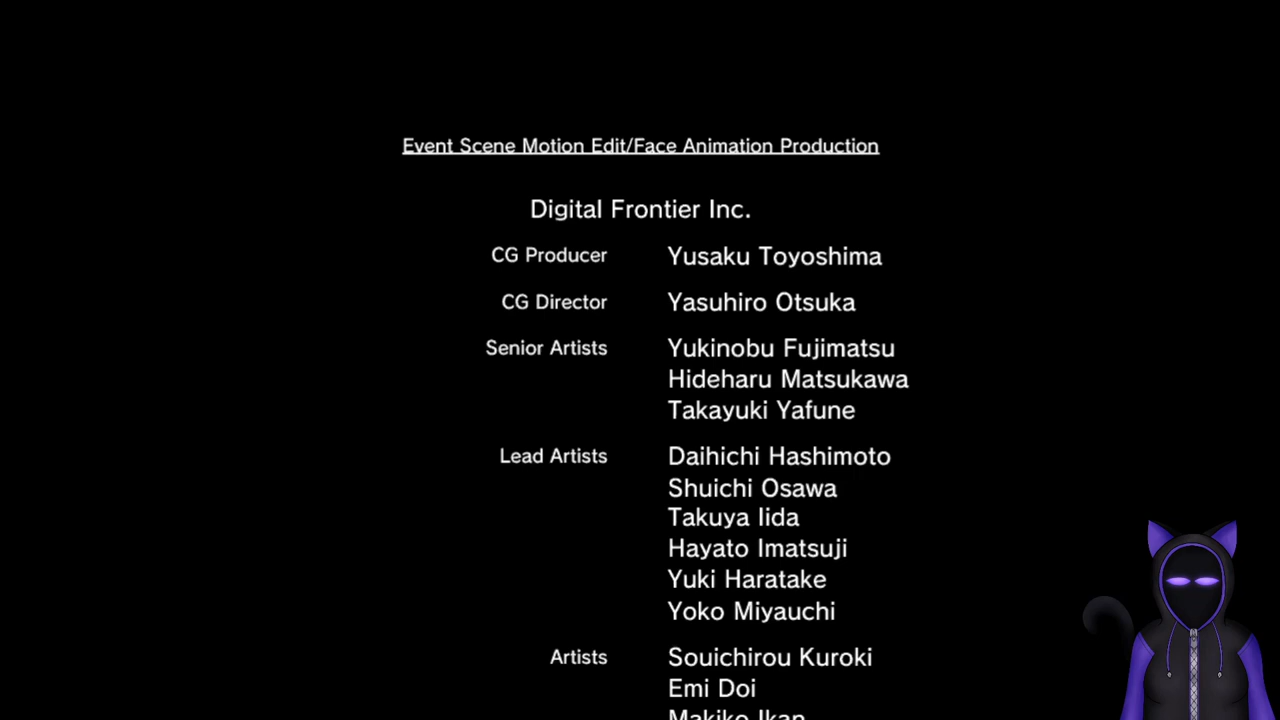 Event Scene Motion Edit/Face Animation Production
Digital Frontier Inc.
CG Producer Yusaku Toyoshima
CG Director Yasuhiro Otsuka
Senior Artists Yukinobu Fujimatsu
Hideharu Matsukawa
Takayuki Yafune
Lead Artists Daihichi Hashimoto
Shuichi Osawa
Takuya Iida
Hayato Imatsuji
Yuki Haratake
Yoko Miyauchi
Artists Souichirou Kuroki
Emi Doi
Makiko Ikan